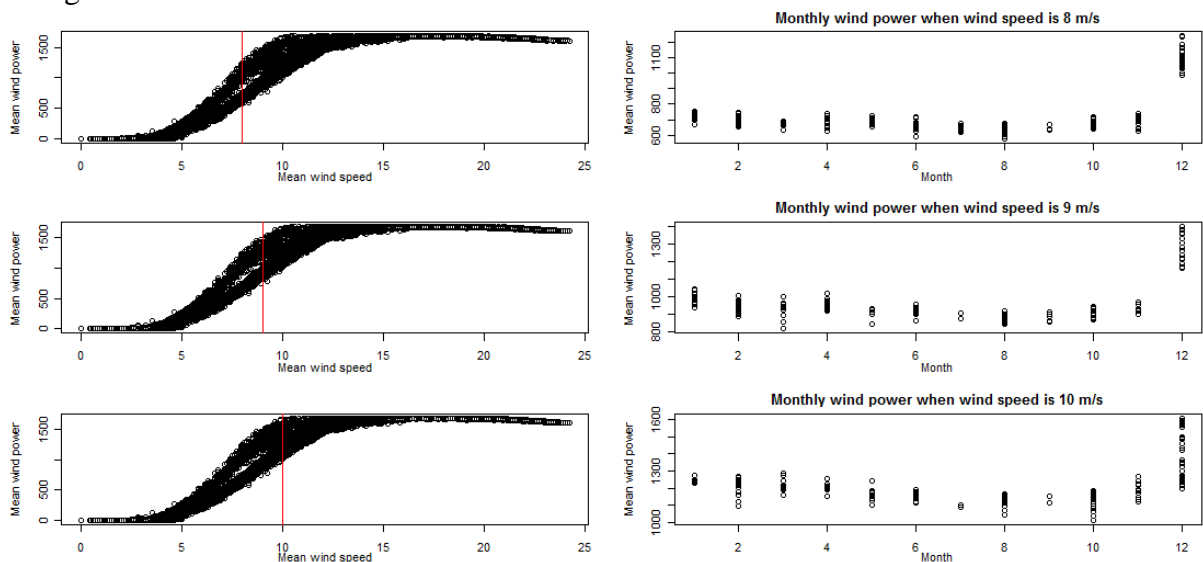 Monthly wind power when wind speed is 8 m/s
Mean wind power
0 500 1500
0 5 10 15 20 25
Mean wind speed
Mean wind power
600 800 1100
2 4 6 8 10 12
Month
Monthly wind power when wind speed is 9 m/s
Mean wind power
0 500 1500
0 5 10 15 20 25
Mean wind speed
Mean wind power
800 1000 1300
2 4 6 8 10 12
Month
Monthly wind power when wind speed is 10 m/s
Mean wind power
0 500 1500
0 5 10 15 20 25
Mean wind speed
Mean wind power
1000 1300 1600
2 4 6 8 10 12
Month